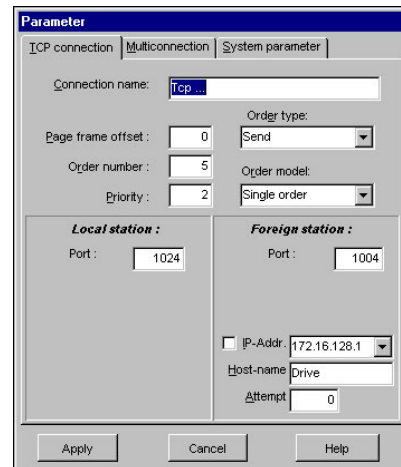 Parameter
TCP connection Multiconnection System parameter
Connection name: Tcp ...
Order type:
Page frame offset : 0 Send
Order number : 5 Order model:
Priority : 2 Single order
Local station : Foreign station :
Port : 1024 Port : 1004
IP-Addr. 172.16.128.1
Host-name Drive
Attempt 0
Apply Cancel Help